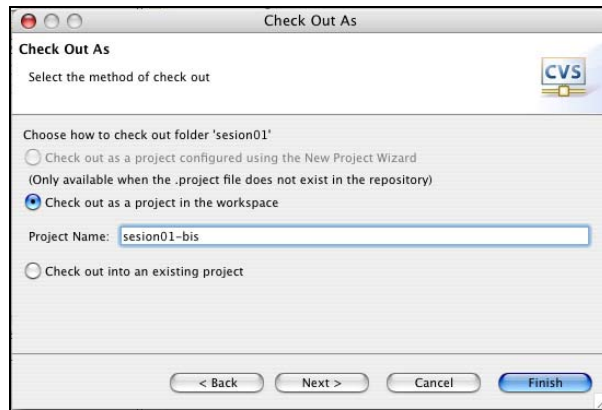 Check Out As
Check Out As
Select the method of check out
CVS
Choose how to check out folder 'sesion01'
Check out as a project configured using the New Project Wizard
(Only available when the .project file does not exist in the repository)
Check out as a project in the workspace
Project Name: sesion01-bis
Check out into an existing project
< Back Next > Cancel Finish